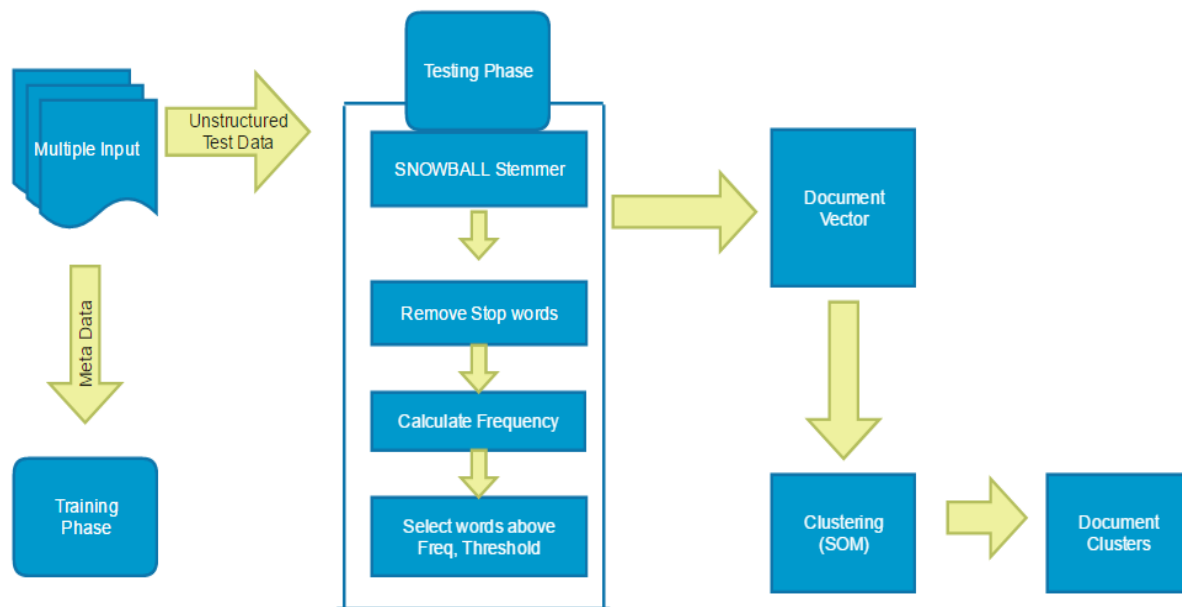 Testing Phase
Unstructured
Test Data
Multiple Input
SNOWBALL Stemmer
Document
Vector
Remove Stop words
Meta Data
Calculate Frequency
Training
Phase
Select words above
Freq, Threshold
Clustering
(SOM)
Document
Clusters